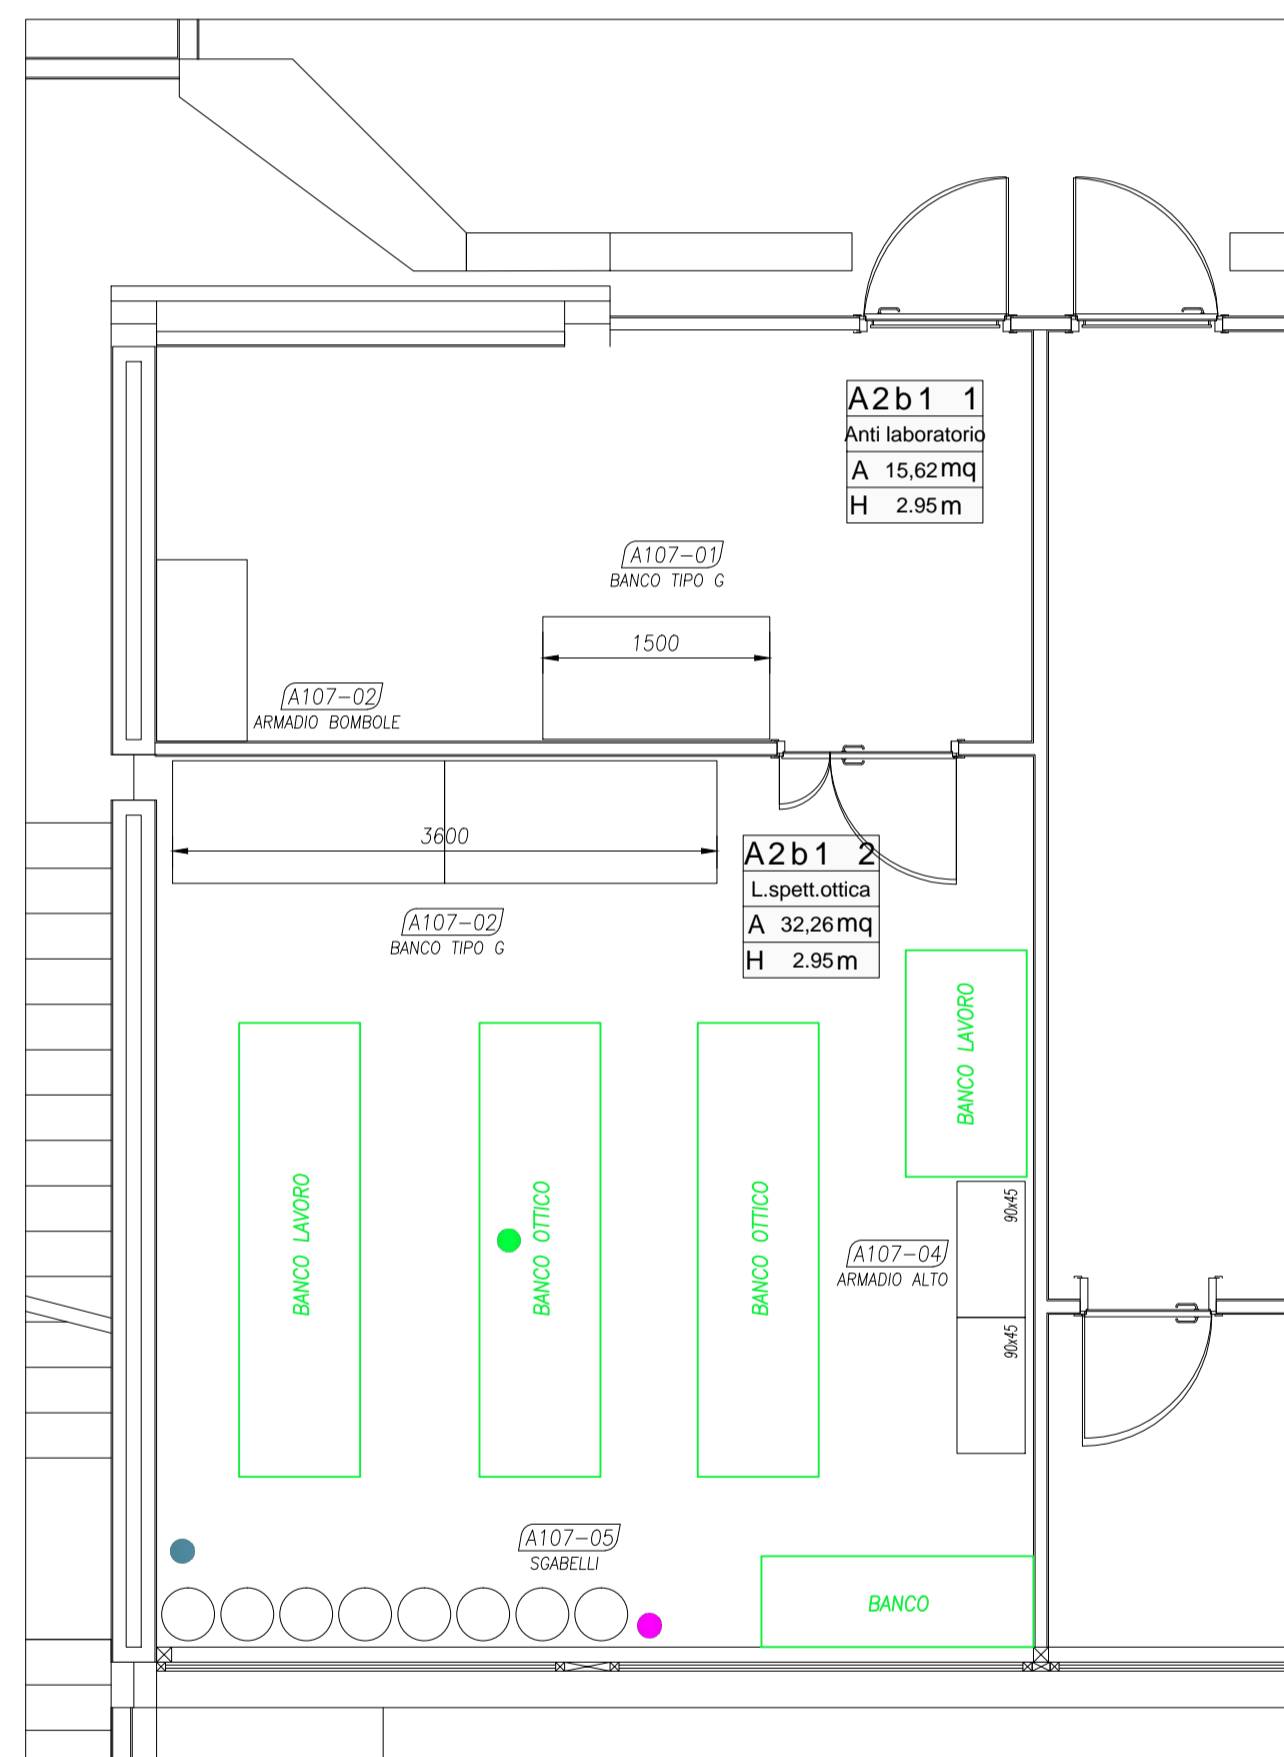 A2b1 1
Anti laboratorio
A 15,62 mq
H 2.95 m
A107-01
BANCO TIPO G
1500
A107-02
ARMADIO BOMBOLE
3600
A2b1 2
L.spett.ottica
A 32,26 mq
H 2.95 m
A107-02
BANCO TIPO G
BANCO LAVORO
BANCO LAVORO
BANCO OTTICO
BANCO OTTICO
90x45
A107-04
ARMADIO ALTO
90x45
A107-05
SGABELLI
BANCO